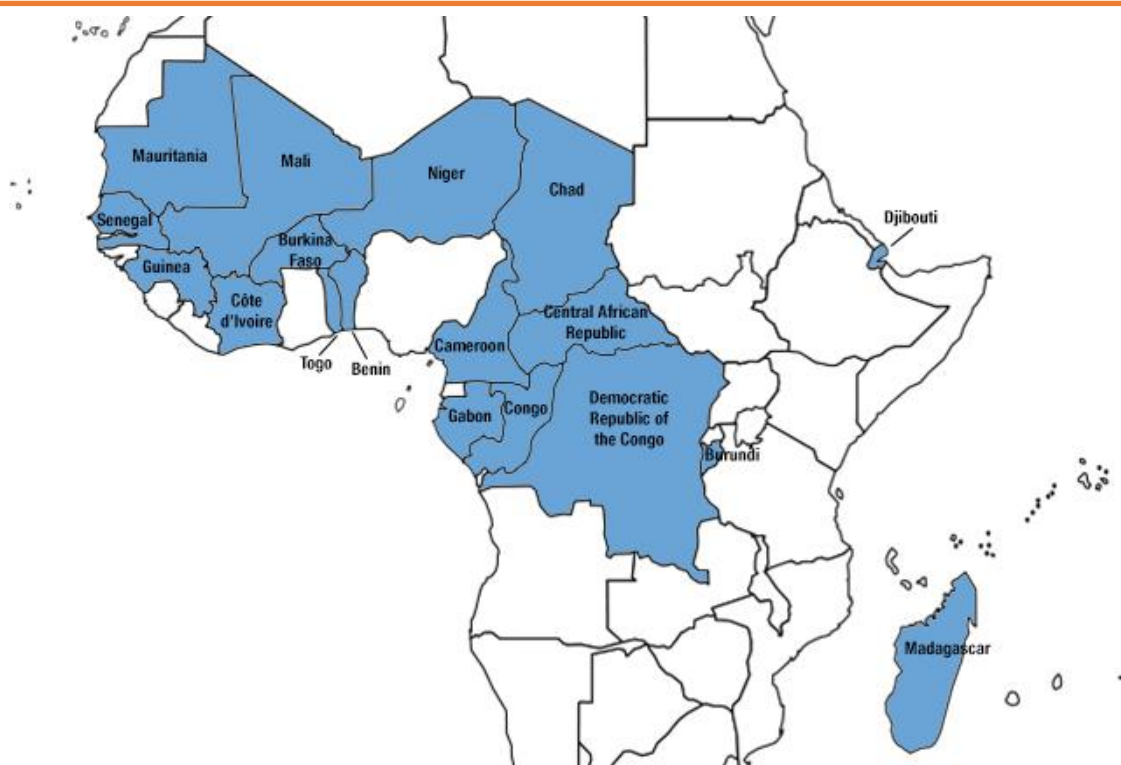 Mauritania
Mali
Niger
Chad
Senegal
Djibouti
Burkina
Faso
Guinea
Côte
d'Ivoire
Central African
Republic
Cameroon
Togo
Benin
Gabon
Congo
Democratic
Republic of
the Congo
Burundi
Madagascar